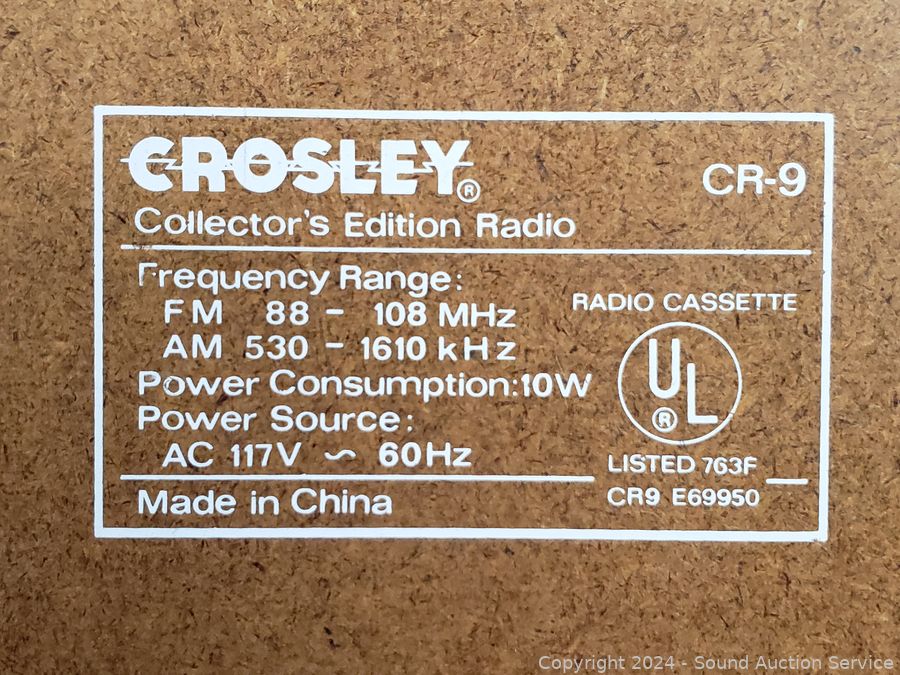 CROSLEY®
CR-9
Collector's Edition Radio
Frequency Range:
FM 88 - 108 MHz
AM 530 - 1610 kHz
Power Consumption:10W
Power Source:
AC 117V ~ 60Hz
Made in China
RADIO CASSETTE
UL®
LISTED 763F
CR9 E69950
Copyright 2024 - Sound Auction Service